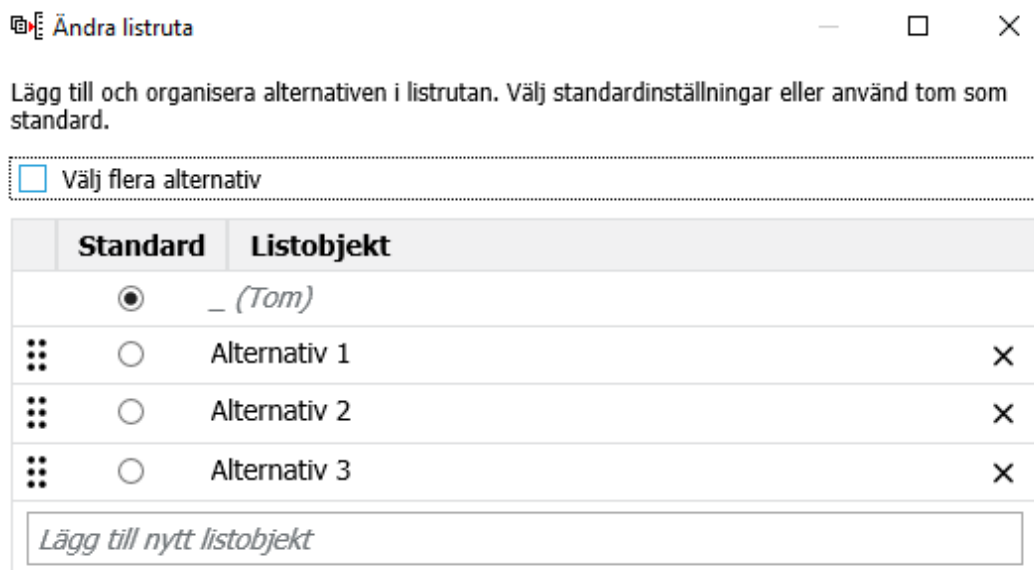 Ändra listruta
Lägg till och organisera alternativen i listrutan. Välj standardinställningar eller använd tom som
standard.
Välj flera alternativ
Standard Listobjekt
_ (Tom)
Alternativ 1
Alternativ 2
Alternativ 3
Lägg till nytt listobjekt